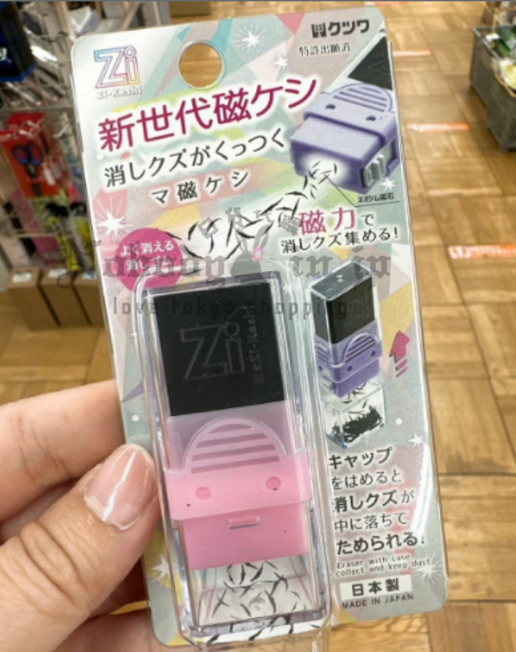 Zi
Zi-Keshi
クツワ
特許出願済
新世代磁ケシ
消しクズがくっつく
マ磁ケシ
ネオジム磁石
磁力で
消しクズ集める!
よく消える
love tokyo shopping
Zi
キャップ
をはめると
消しクズが
中に落ちて
ためられる!
Eraser with case
collect and keep dust.
日本製
MADE IN JAPAN